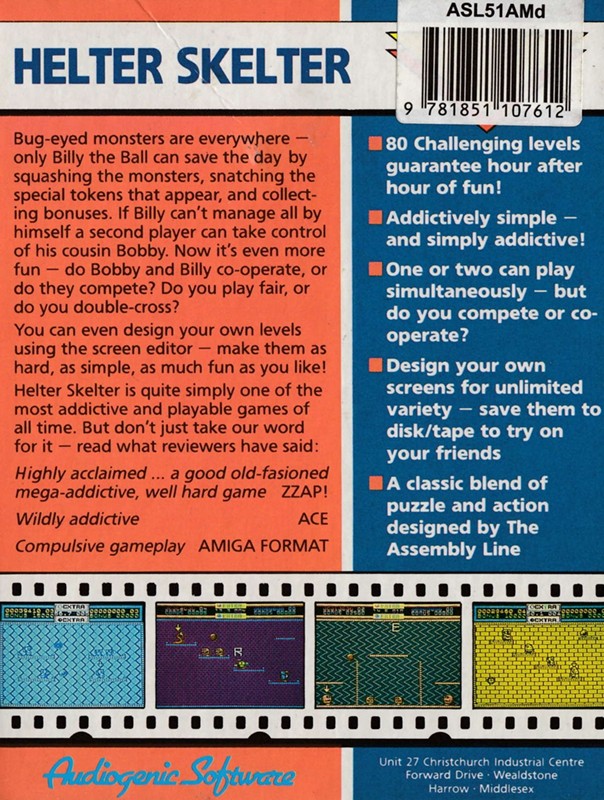 ASL51AMd
HELTER SKELTER
9 781851 107612
Bug-eyed monsters are everywhere —
only Billy the Ball can save the day by
squashing the monsters, snatching the
special tokens that appear, and collect-
ing bonuses. If Billy can't manage all by
himself a second player can take control
of his cousin Bobby. Now it's even more
fun — do Bobby and Billy co-operate, or
do they compete? Do you play fair, or
do you double-cross?
You can even design your own levels
using the screen editor — make them as
hard, as simple, as much fun as you like!
Helter Skelter is quite simply one of the
most addictive and playable games of
all time. But don't just take our word
for it — read what reviewers have said:
Highly acclaimed ... a good old-fasioned
mega-addictive, well hard game ZZAP!
Wildly addictive ACE
Compulsive gameplay AMIGA FORMAT
80 Challenging levels
guarantee hour after
hour of fun!
Addictively simple —
and simply addictive!
One or two can play
simultaneously — but
do you compete or co-
operate?
Design your own
screens for unlimited
variety — save them to
disk/tape to try on
your friends
A classic blend of
puzzle and action
designed by The
Assembly Line
R
E
Audiogenic Software
Unit 27 Christchurch Industrial Centre
Forward Drive · Wealdstone
Harrow · Middlesex